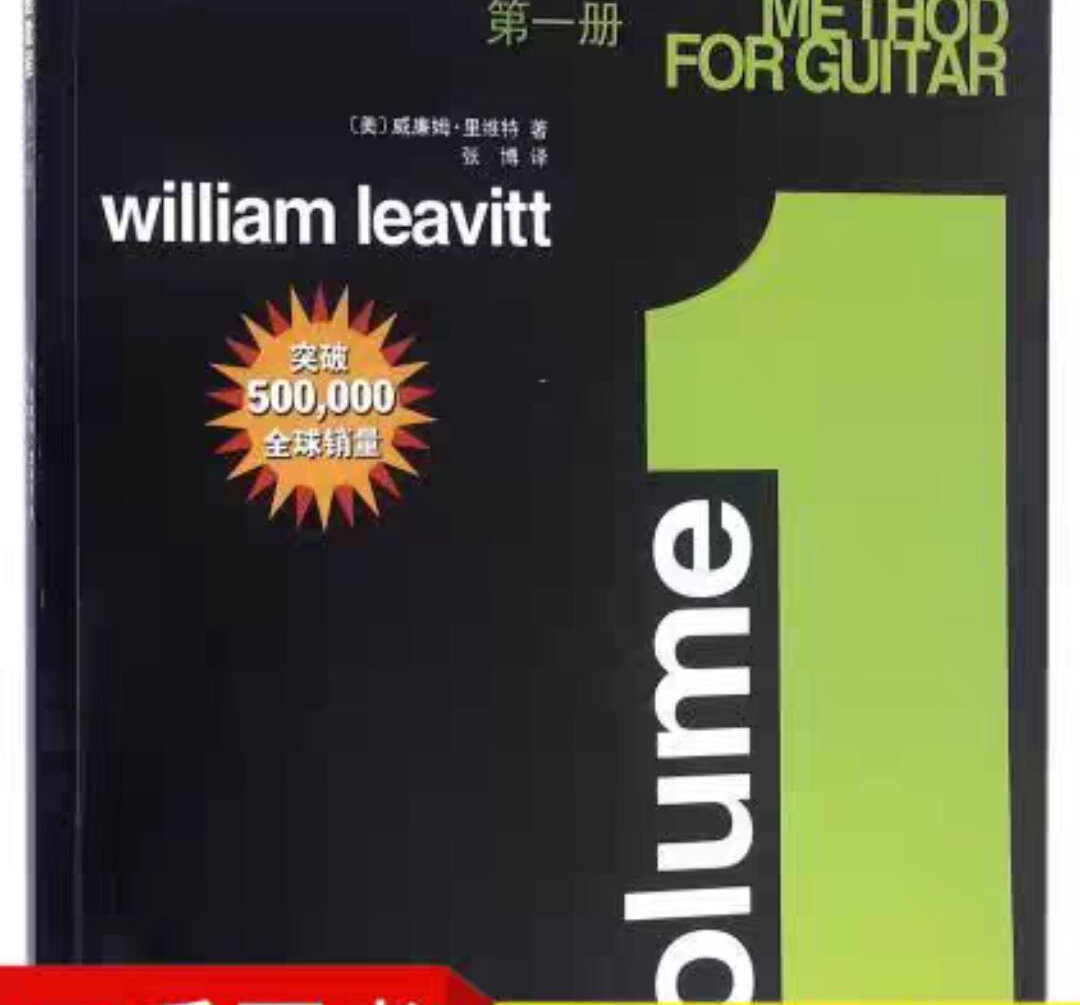 第一册
METHOD
FOR GUITAR
〔美〕威廉姆·里维特 著
张 博 译
william leavitt
突破
500,000
全球销量
1
olume